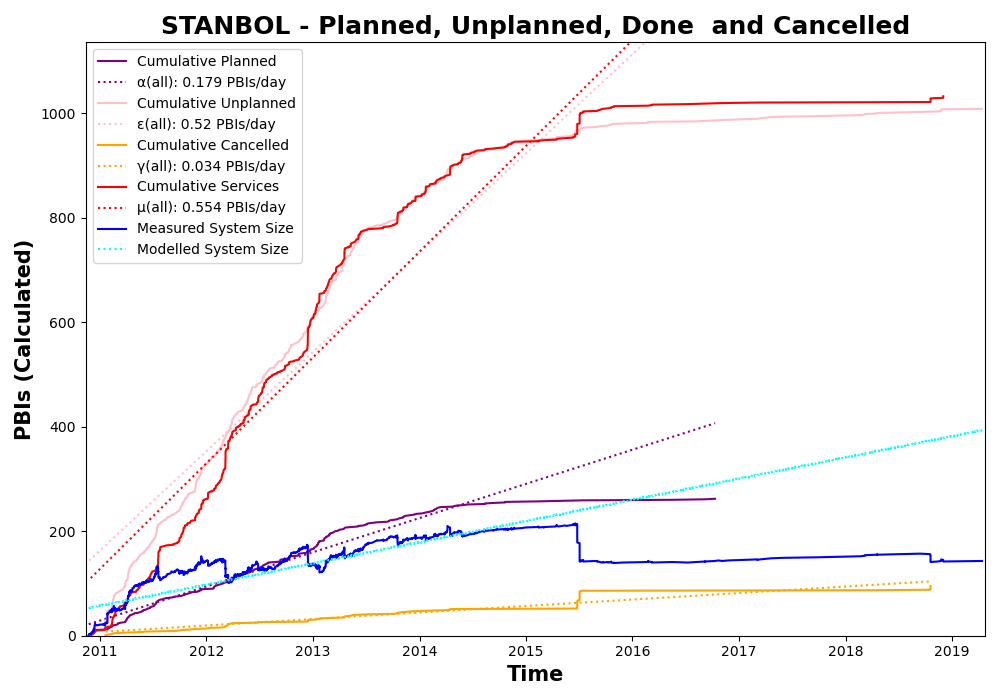 STANBOL - Planned, Unplanned, Done  and Cancelled
Cumulative Planned
α(all): 0.179 PBIs/day
Cumulative Unplanned
ε(all): 0.52 PBIs/day
Cumulative Cancelled
γ(all): 0.034 PBIs/day
Cumulative Services
μ(all): 0.554 PBIs/day
Measured System Size
Modelled System Size
PBIs (Calculated)
1000
800
600
400
200
0
2011 2012 2013 2014 2015 2016 2017 2018 2019
Time